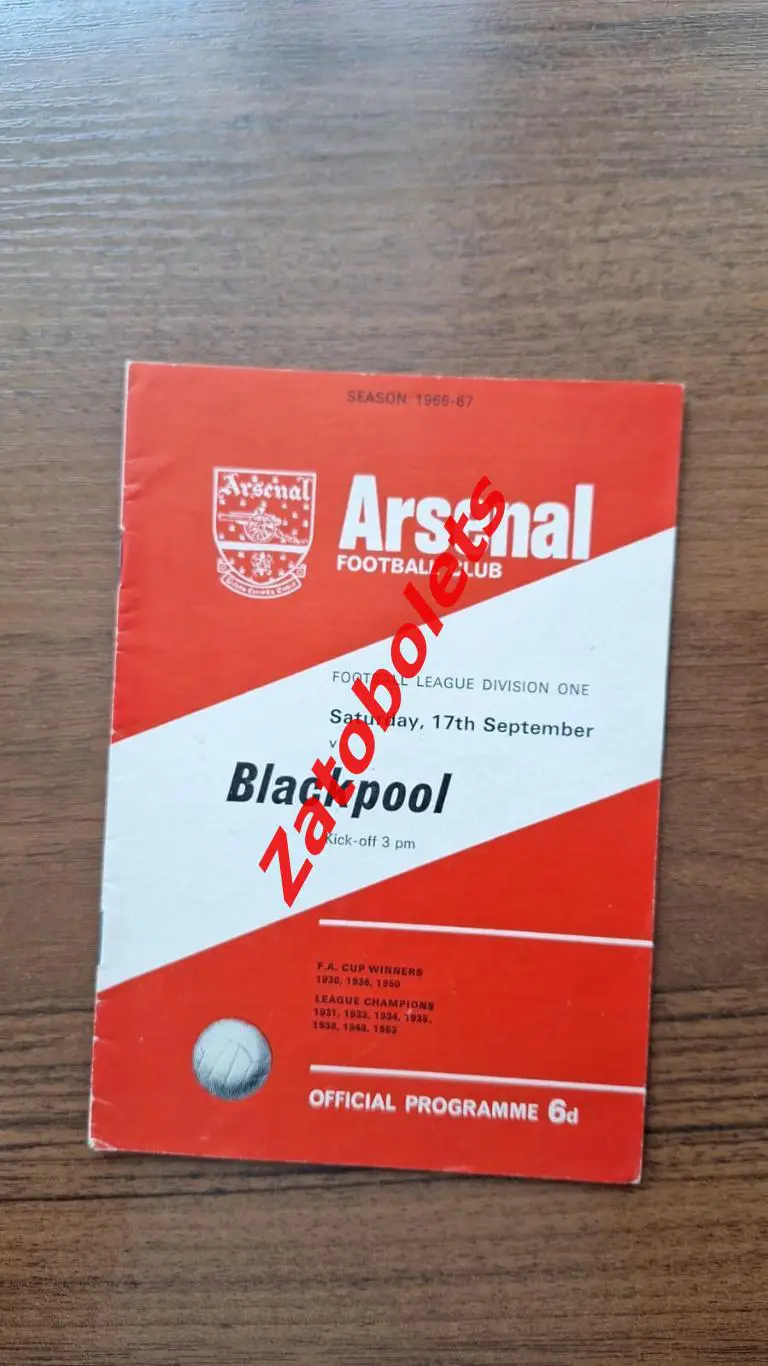 SEASON 1966-67
Arsenal
Arsenal
FOOTBALL CLUB
FOOTBALL LEAGUE DIVISION ONE
Saturday, 17th September
v
Blackpool
Kick-off 3 pm
Zatobolets
F.A. CUP WINNERS
1930, 1936, 1950
LEAGUE CHAMPIONS
1931, 1933, 1934, 1935,
1938, 1948, 1953
OFFICIAL PROGRAMME 6d